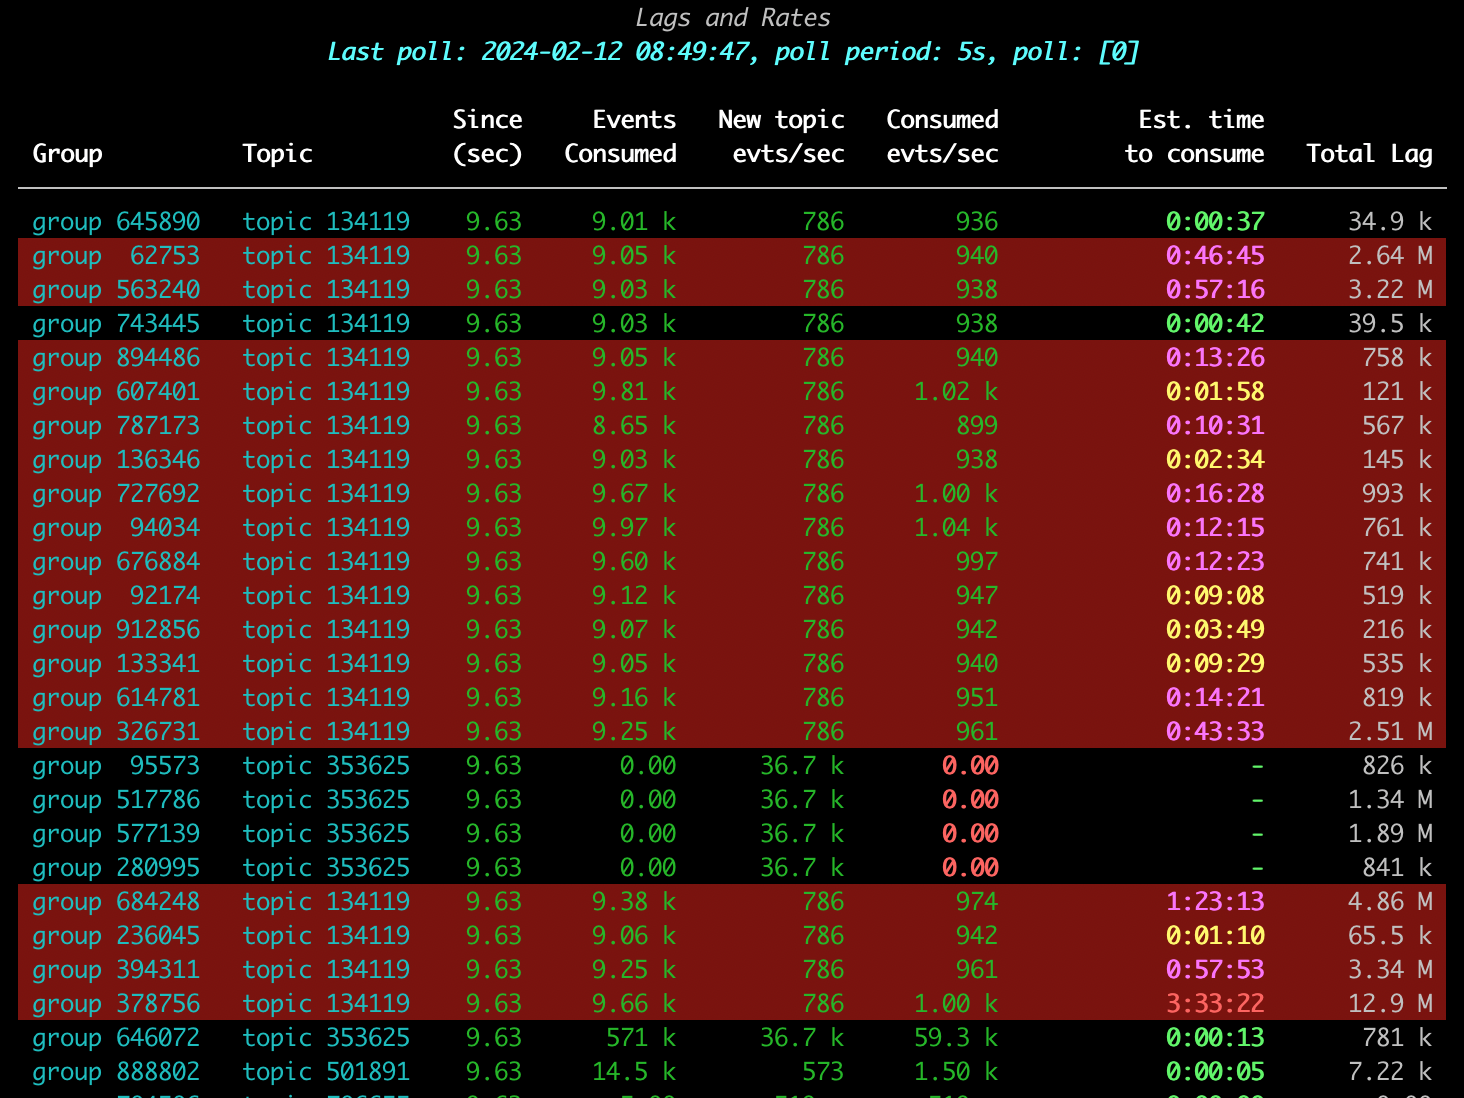 Lags and Rates
Last poll: 2024-02-12 08:49:47, poll period: 5s, poll: [0]
Since Events New topic Consumed Est. time
Group Topic (sec) Consumed evts/sec evts/sec to consume Total Lag
group 645890 topic 134119 9.63 9.01 k 786 936 0:00:37 34.9 k
group 62753 topic 134119 9.63 9.05 k 786 940 0:46:45 2.64 M
group 563240 topic 134119 9.63 9.03 k 786 938 0:57:16 3.22 M
group 743445 topic 134119 9.63 9.03 k 786 938 0:00:42 39.5 k
group 894486 topic 134119 9.63 9.05 k 786 940 0:13:26 758 k
group 607401 topic 134119 9.63 9.81 k 786 1.02 k 0:01:58 121 k
group 787173 topic 134119 9.63 8.65 k 786 899 0:10:31 567 k
group 136346 topic 134119 9.63 9.03 k 786 938 0:02:34 145 k
group 727692 topic 134119 9.63 9.67 k 786 1.00 k 0:16:28 993 k
group 94034 topic 134119 9.63 9.97 k 786 1.04 k 0:12:15 761 k
group 676884 topic 134119 9.63 9.60 k 786 997 0:12:23 741 k
group 92174 topic 134119 9.63 9.12 k 786 947 0:09:08 519 k
group 912856 topic 134119 9.63 9.07 k 786 942 0:03:49 216 k
group 133341 topic 134119 9.63 9.05 k 786 940 0:09:29 535 k
group 614781 topic 134119 9.63 9.16 k 786 951 0:14:21 819 k
group 326731 topic 134119 9.63 9.25 k 786 961 0:43:33 2.51 M
group 95573 topic 353625 9.63 0.00 36.7 k 0.00 - 826 k
group 517786 topic 353625 9.63 0.00 36.7 k 0.00 - 1.34 M
group 577139 topic 353625 9.63 0.00 36.7 k 0.00 - 1.89 M
group 280995 topic 353625 9.63 0.00 36.7 k 0.00 - 841 k
group 684248 topic 134119 9.63 9.38 k 786 974 1:23:13 4.86 M
group 236045 topic 134119 9.63 9.06 k 786 942 0:01:10 65.5 k
group 394311 topic 134119 9.63 9.25 k 786 961 0:57:53 3.34 M
group 378756 topic 134119 9.63 9.66 k 786 1.00 k 3:33:22 12.9 M
group 646072 topic 353625 9.63 571 k 36.7 k 59.3 k 0:00:13 781 k
group 888802 topic 501891 9.63 14.5 k 573 1.50 k 0:00:05 7.22 k